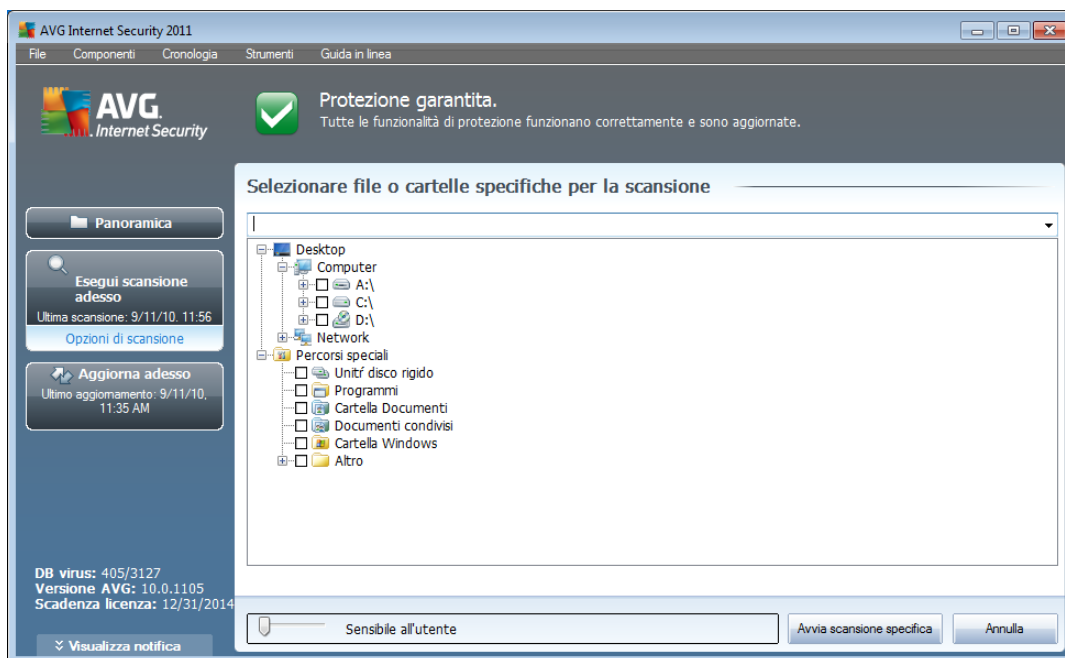 AVG Internet Security 2011
File Componenti Cronologia Strumenti Guida in linea
AVG.
Internet Security
Protezione garantita.
Tutte le funzionalità di protezione funzionano correttamente e sono aggiornate.
Selezionare file o cartelle specifiche per la scansione
Panoramica
Esegui scansione
adesso
Ultima scansione: 9/11/10. 11:56
Opzioni di scansione
Aggiorna adesso
Ultimo aggiornamento: 9/11/10,
11:35 AM
Desktop
Computer
A:\
C:\
D:\
Network
Percorsi speciali
Unitŕ disco rigido
Programmi
Cartella Documenti
Documenti condivisi
Cartella Windows
Altro
DB virus: 405/3127
Versione AVG: 10.0.1105
Scadenza licenza: 12/31/2014
Visualizza notifica
Sensibile all'utente
Avvia scansione specifica
Annulla